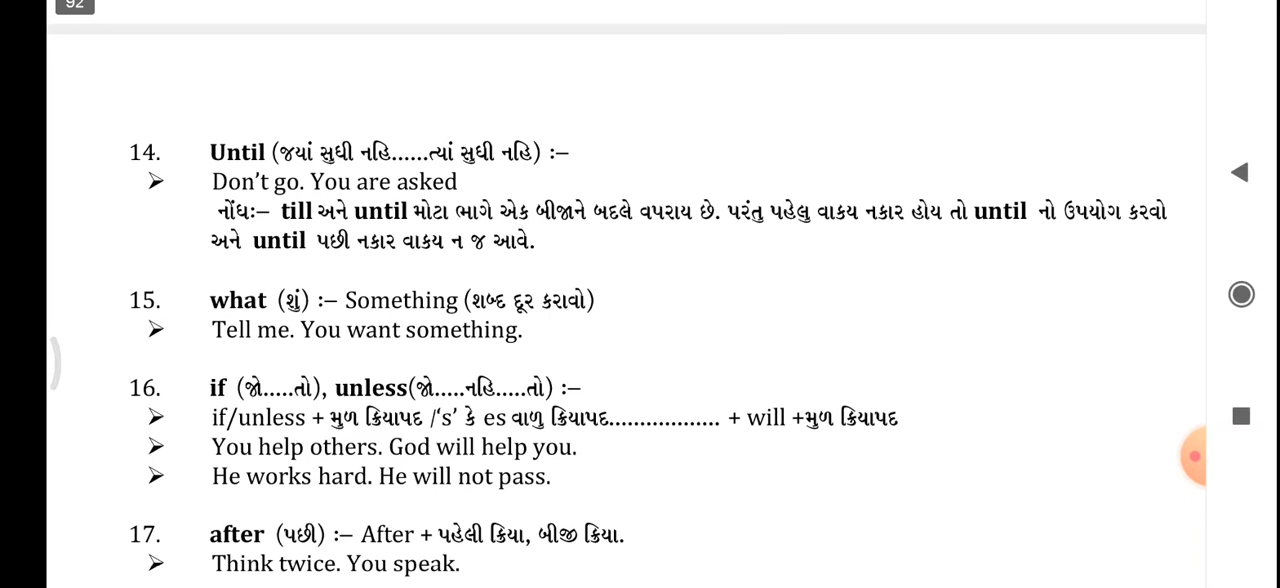 92
14. Until (જયાં સુધી નહિ......ત્યાં સુધી નહિ) :–
➢ Don't go. You are asked
નોંધ:– till અને until મોટા ભાગે એક બીજાને બદલે વપરાય છે. પરંતુ પહેલુ વાકય નકાર હોય તો until નો ઉપયોગ કરવો
અને until પછી નકાર વાકય ન જ આવે.
15. what (શું) :– Something (શબ્દ દૂર કરાવો)
➢ Tell me. You want something.
16. if (જો.....તો), unless(જો.....નહિ.....તો) :–
➢ if/unless + મુળ ક્રિયાપદ /‘s’ કે es વાળુ ક્રિયાપદ.................. + will +મુળ ક્રિયાપદ
➢ You help others. God will help you.
➢ He works hard. He will not pass.
17. after (પછી) :– After + પહેલી ક્રિયા, બીજી ક્રિયા.
➢ Think twice. You speak.